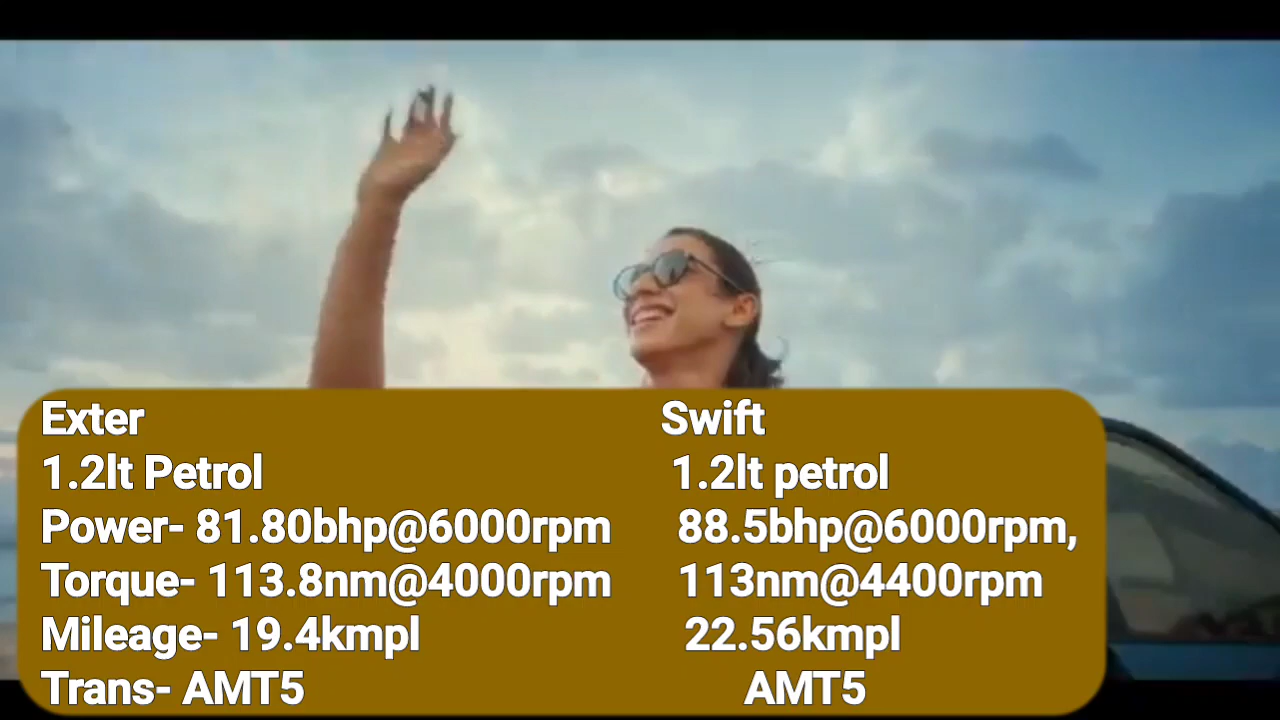 Exter Swift
1.2lt Petrol 1.2lt petrol
Power- 81.80bhp@6000rpm 88.5bhp@6000rpm,
Torque- 113.8nm@4000rpm 113nm@4400rpm
Mileage- 19.4kmpl 22.56kmpl
Trans- AMT5 AMT5